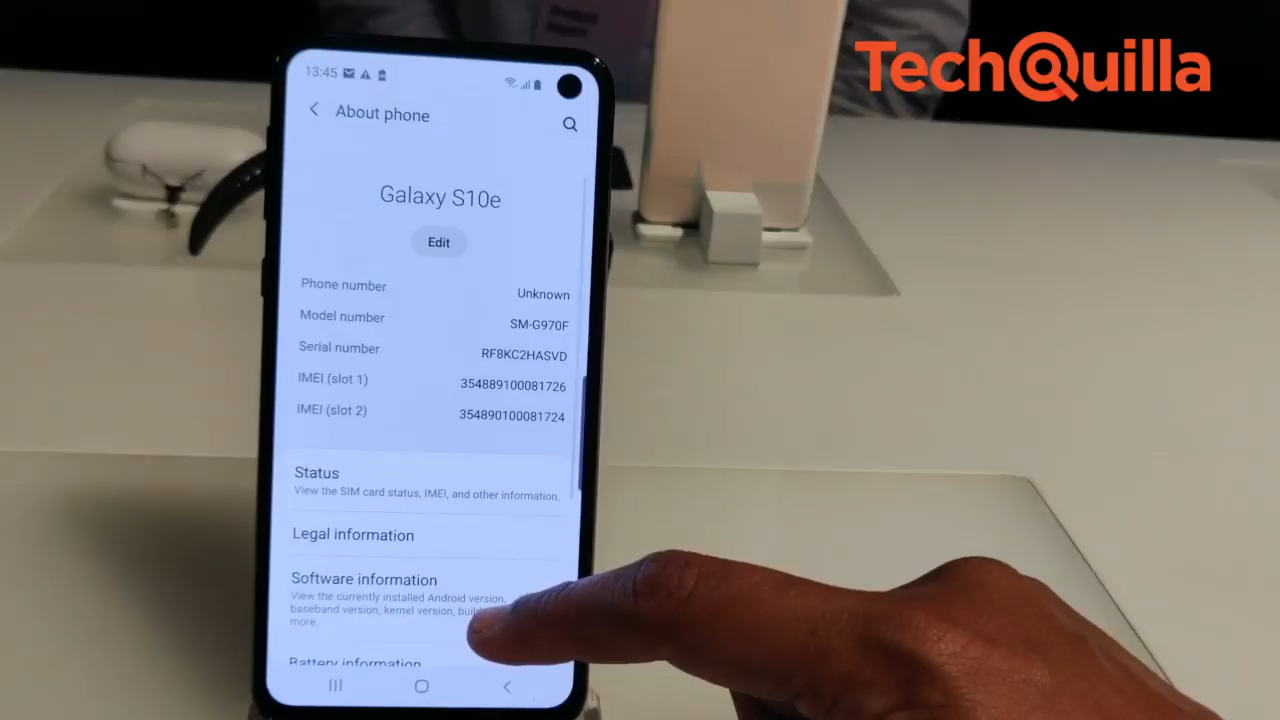 TechQuilla
13:45
About phone
Galaxy S10e
Edit
Phone number Unknown
Model number SM-G970F
Serial number RF8KC2HASVD
IMEI (slot 1) 354889100081726
IMEI (slot 2) 354890100081724
Status
View the SIM card status, IMEI, and other information.
Legal information
Software information
View the currently installed Android version,
baseband version, kernel version,
more.
Battery information